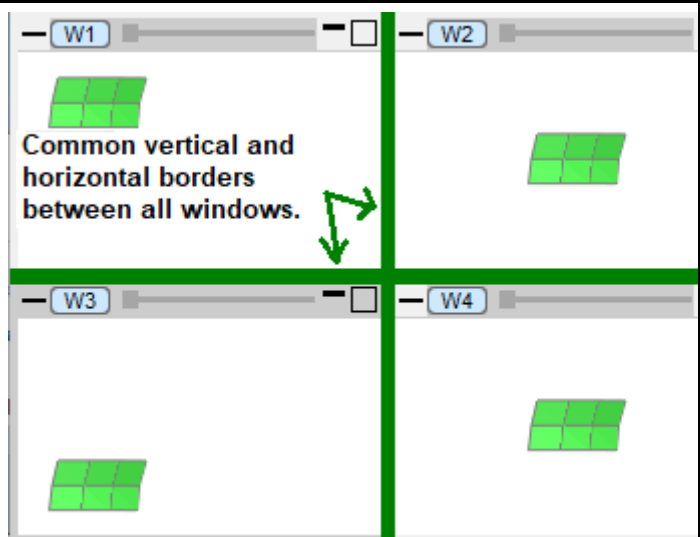 W1
W2
Common vertical and
horizontal borders
between all windows.
W3
W4